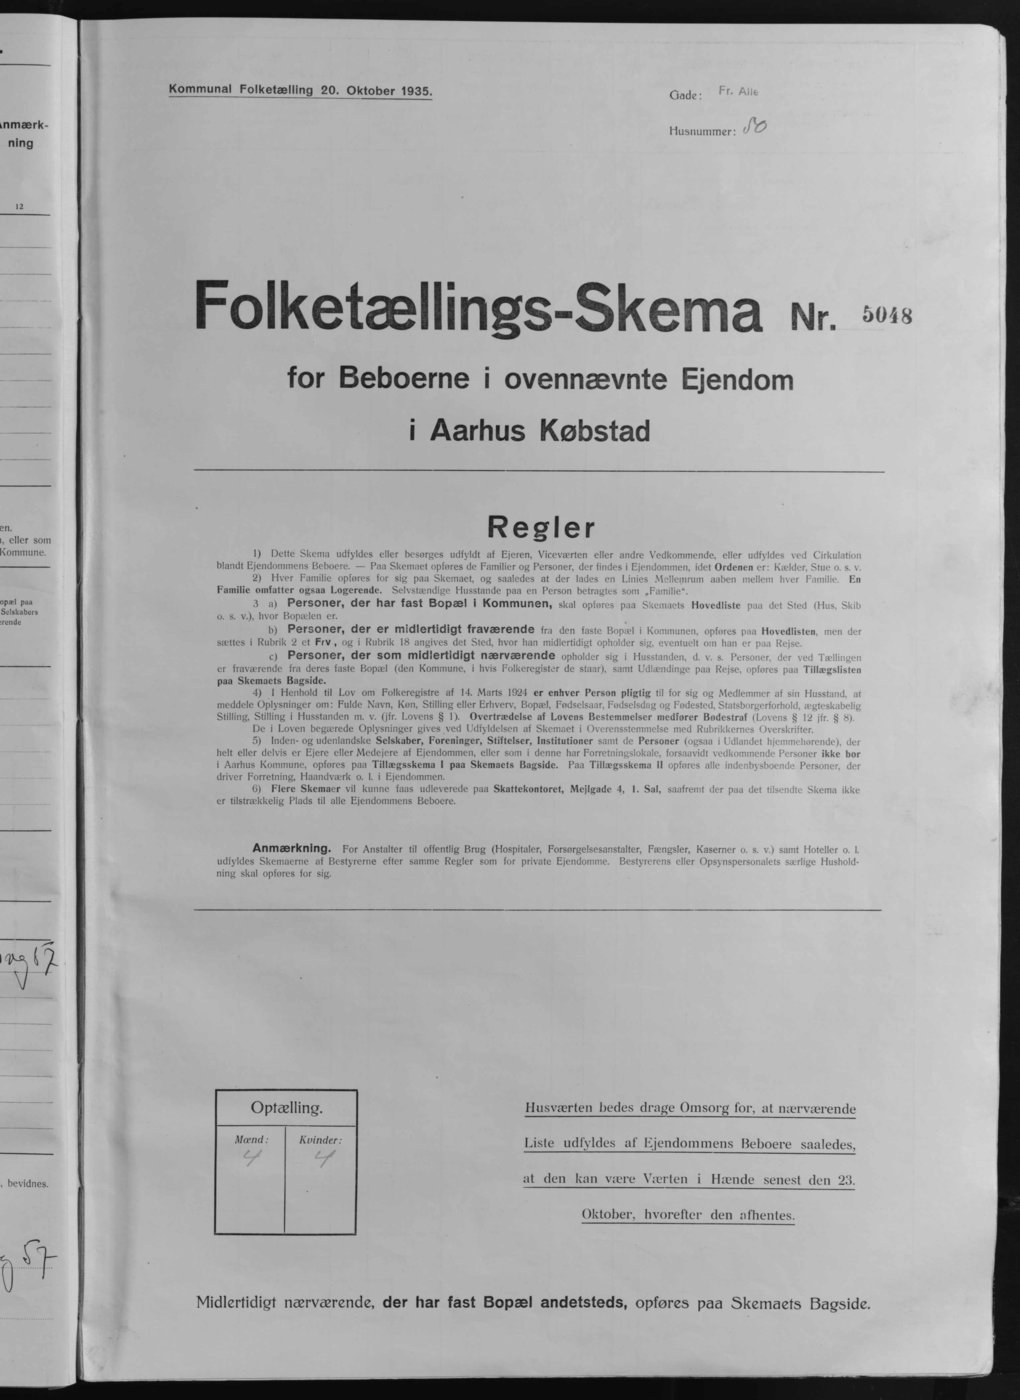 Anmærk-
ning
12
en.
, eller som
Kommune.
opæl paa
Selskabers
erende
57
, bevidnes.
57
Kommunal Folketælling 20. Oktober 1935.
Gade: Fr. Alle
Husnummer: 50
Folketællings-Skema Nr. 5048
for Beboerne i ovennævnte Ejendom
i Aarhus Købstad
Regler
1) Dette Skema udfyldes eller besørges udfyldt af Ejeren, Viceværten eller andre Vedkommende, eller udfyldes ved Cirkulation
blandt Ejendommens Beboere. — Paa Skemaet opføres de Familier og Personer, der findes i Ejendommen, idet Ordenen er: Kælder, Stue o. s. v.
2) Hver Familie opføres for sig paa Skemaet, og saaledes at der lades en Linies Mellemrum aaben mellem hver Familie. En
Familie omfatter ogsaa Logerende. Selvstændige Husstande paa en Person betragtes som „Familie“.
3 a) Personer, der har fast Bopæl i Kommunen, skal opføres paa Skemaets Hovedliste paa det Sted (Hus, Skib
o. s. v.), hvor Bopælen er.
b) Personer, der er midlertidigt fraværende fra den faste Bopæl i Kommunen, opføres paa Hovedlisten, men der
sættes i Rubrik 2 et Frv., og i Rubrik 18 angives det Sted, hvor han midlertidigt opholder sig, eventuelt om han er paa Rejse.
c) Personer, der som midlertidigt nærværende opholder sig i Husstanden, d. v. s. Personer, der ved Tællingen
er fraværende fra deres faste Bopæl (den Kommune, i hvis Folkeregister de staar), samt Udlændinge paa Rejse, opføres paa Tillægslisten
paa Skemaets Bagside.
4) I Henhold til Lov om Folkeregistre af 14. Marts 1924 er enhver Person pligtig til for sig og Medlemmer af sin Husstand, at
meddele Oplysninger om: Fulde Navn, Køn, Stilling eller Erhverv, Bopæl, Fødselsaar, Fødselsdag og Fødested, Statsborgerforhold, ægteskabelig
Stilling, Stilling i Husstanden m. v. (jfr. Lovens § 1). Overtrædelse af Lovens Bestemmelser medfører Bødestraf (Lovens § 12 jfr. § 8).
De i Loven begærede Oplysninger gives ved Udfyldelsen af Skemaet i Overensstemmelse med Rubrikkernes Overskrifter.
5) Inden- og udenlandske Selskaber, Foreninger, Stiftelser, Institutioner samt de Personer (ogsaa i Udlandet hjemmehørende), der
helt eller delvis er Ejere eller Medejere af Ejendommen, eller som i denne har Forretningslokale, forsaavidt vedkommende Personer ikke bor
i Aarhus Kommune, opføres paa Tillægsskema I paa Skemaets Bagside. Paa Tillægsskema II opføres alle indenbysboende Personer, der
driver Forretning, Haandværk o. l. i Ejendommen.
6) Flere Skemaer vil kunne faas udleverede paa Skattekontoret, Mejlgade 4, 1. Sal, saafremt der paa det tilsendte Skema ikke
er tilstrækkelig Plads til alle Ejendommens Beboere.
Anmærkning. For Anstalter til offentlig Brug (Hospitaler, Forsørgelsesanstalter, Fængsler, Kaserner o. s. v.) samt Hoteller o. l.
udfyldes Skemaerne af Bestyrerne efter samme Regler som for private Ejendomme. Bestyrerens eller Opsynspersonalets særlige Hushold-
ning skal opføres for sig.
Optælling.
Mænd: Kvinder:
4 4
Husværten bedes drage Omsorg for, at nærværende
Liste udfyldes af Ejendommens Beboere saaledes,
at den kan være Værten i Hænde senest den 23.
Oktober, hvorefter den afhentes.
Midlertidigt nærværende, der har fast Bopæl andetsteds, opføres paa Skemaets Bagside.